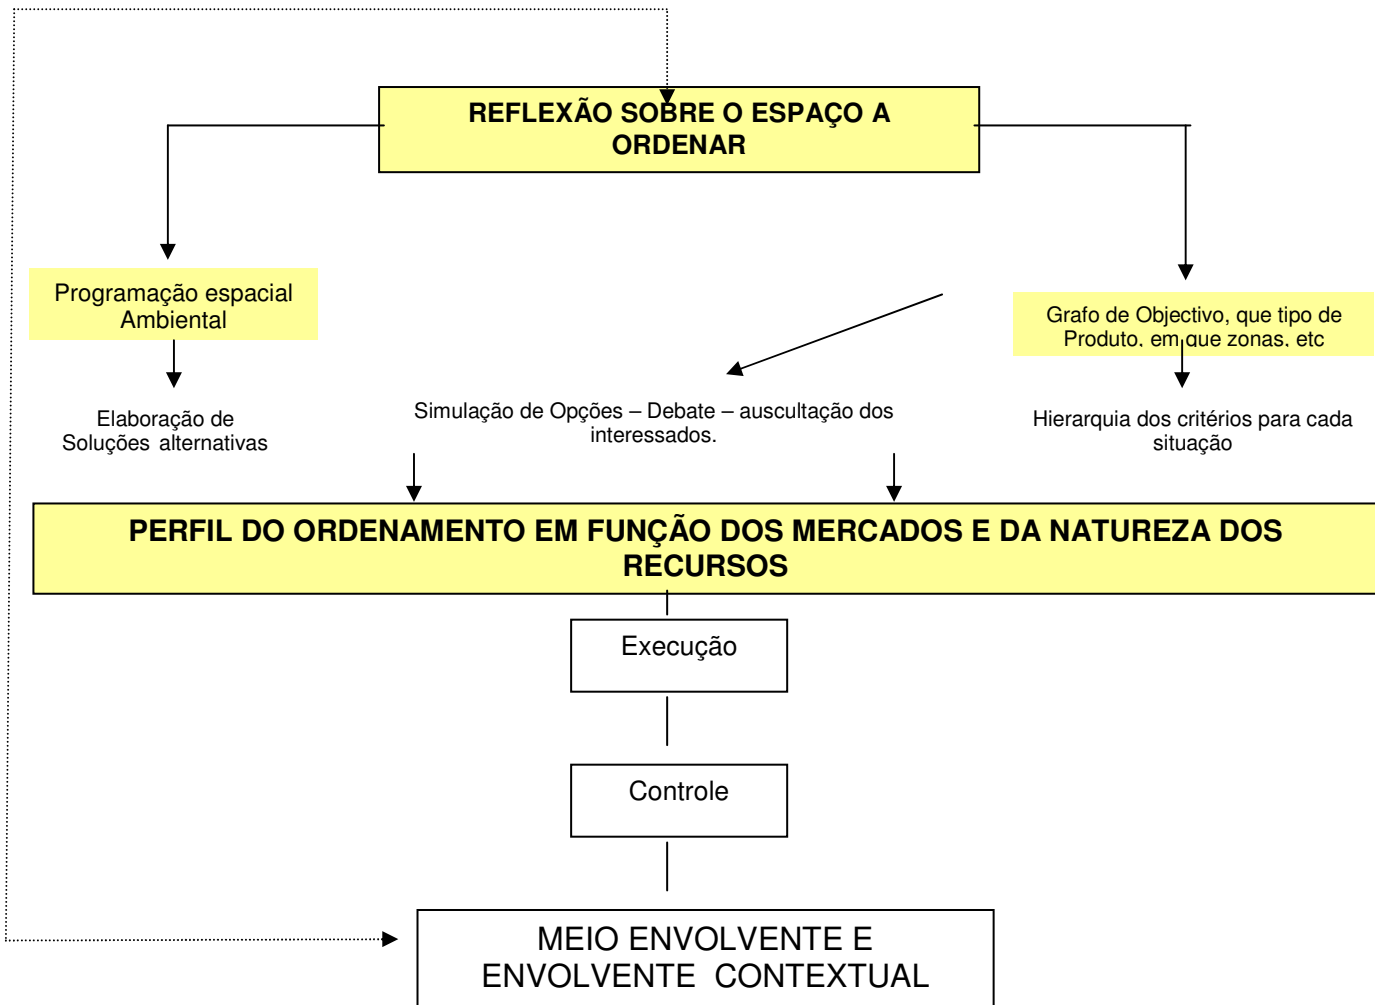 REFLEXÃO SOBRE O ESPAÇO A
ORDENAR
Programação espacial
Ambiental
Grafo de Objectivo, que tipo de
Produto, em que zonas, etc
Elaboração de
Soluções alternativas
Simulação de Opções – Debate – auscultação dos
interessados.
Hierarquia dos critérios para cada
situação
PERFIL DO ORDENAMENTO EM FUNÇÃO DOS MERCADOS E DA NATUREZA DOS
RECURSOS
Execução
Controle
MEIO ENVOLVENTE E
ENVOLVENTE CONTEXTUAL